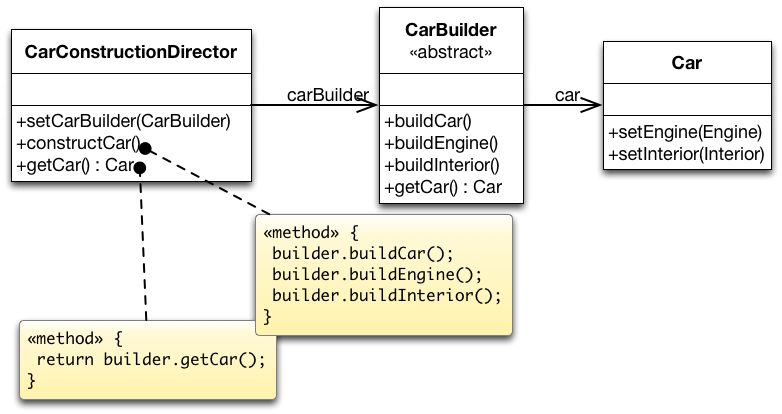 CarConstructionDirector
+setCarBuilder(CarBuilder)
+constructCar()
+getCar() : Car
carBuilder
CarBuilder
«abstract»
+buildCar()
+buildEngine()
+buildInterior()
+getCar() : Car
car
Car
+setEngine(Engine)
+setInterior(Interior)
«method» {
builder.buildCar();
builder.buildEngine();
builder.buildInterior();
}
«method» {
return builder.getCar();
}